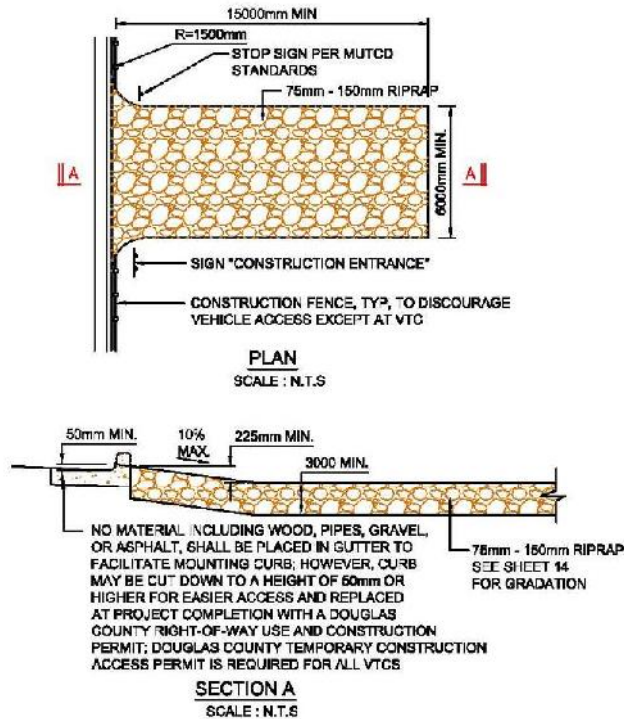 15000mm MIN
R=1500mm
STOP SIGN PER MUTCD
STANDARDS
75mm - 150mm RIPRAP
A
A
6000mm MIN.
SIGN "CONSTRUCTION ENTRANCE"
CONSTRUCTION FENCE, TYP, TO DISCOURAGE
VEHICLE ACCESS EXCEPT AT VTC
PLAN
SCALE : N.T.S
50mm MIN.
10%
MAX.
225mm MIN.
3000 MIN.
NO MATERIAL INCLUDING WOOD, PIPES, GRAVEL,
OR ASPHALT, SHALL BE PLACED IN GUTTER TO
FACILITATE MOUNTING CURB; HOWEVER, CURB
MAY BE CUT DOWN TO A HEIGHT OF 50mm OR
HIGHER FOR EASIER ACCESS AND REPLACED
AT PROJECT COMPLETION WITH A DOUGLAS
COUNTY RIGHT-OF-WAY USE AND CONSTRUCTION
PERMIT; DOUGLAS COUNTY TEMPORARY CONSTRUCTION
ACCESS PERMIT IS REQUIRED FOR ALL VTCS
75mm - 150mm RIPRAP
SEE SHEET 14
FOR GRADATION
SECTION A
SCALE : N.T.S